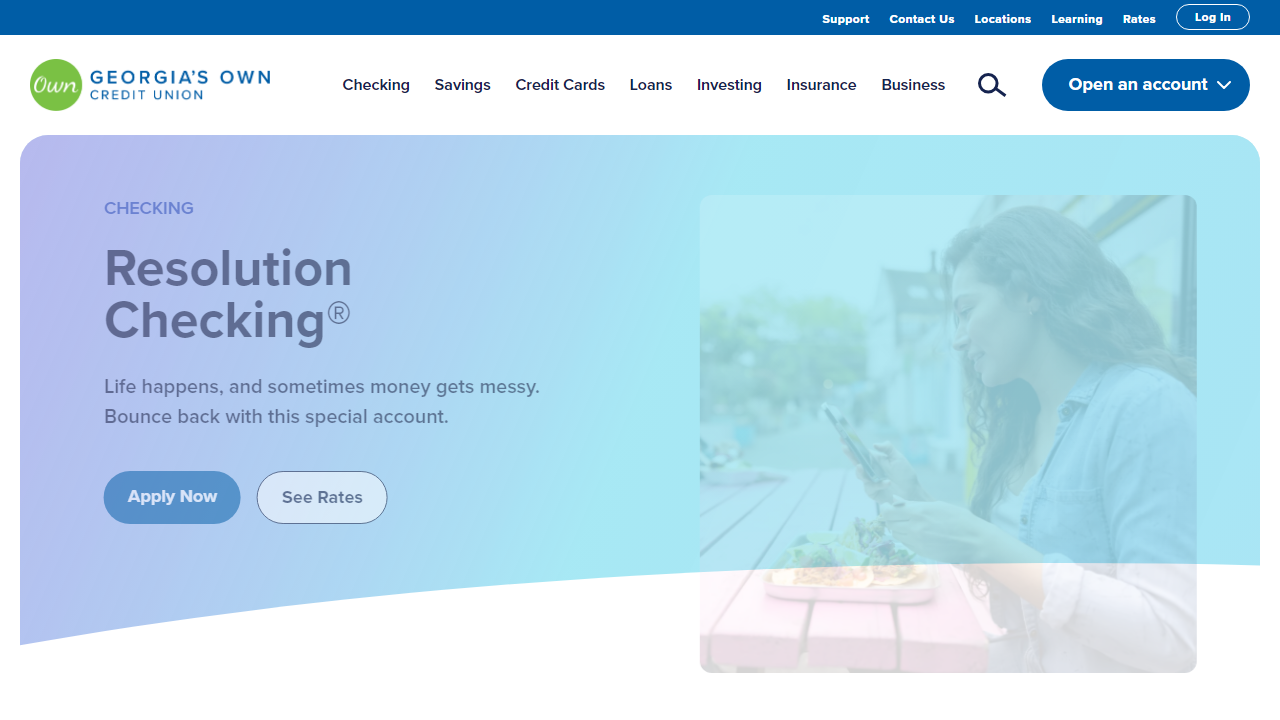 Support Contact Us Locations Learning Rates Log In
Own GEORGIA'S OWN
CREDIT UNION
Checking Savings Credit Cards Loans Investing Insurance Business Open an account
CHECKING
Resolution
Checking®
Life happens, and sometimes money gets messy.
Bounce back with this special account.
Apply Now See Rates